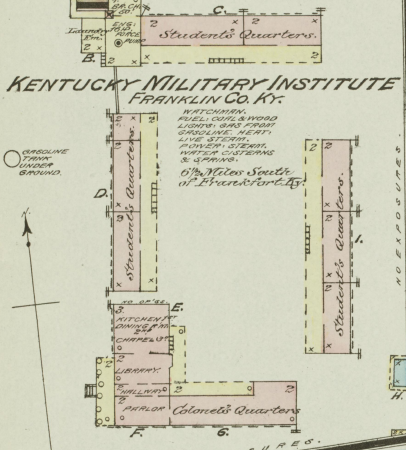 C.
Students Quarters.
B.
KENTUCKY MILITARY INSTITUTE
FRANKLIN CO. KY.
WATCHMAN.
FUEL: COAL & WOOD
LIGHTS: GAS FROM
GASOLINE. HEAT:
LIVE STEAM.
POWER: STEAM.
WATER CISTERNS
& SPRING.
6½ Miles South
of Frankfort Ky.
GASOLINE
TANK
UNDER
GROUND.
D.
Students Quarters.
Students Quarters.
I.
NO EXPOSURES.
N.
E.
KITCHEN 1ST
DINING RM
2ND
CHAPEL
LIBRARY.
HALLWAY
PARLOR
Colonel's Quarters
F.
G.
H.